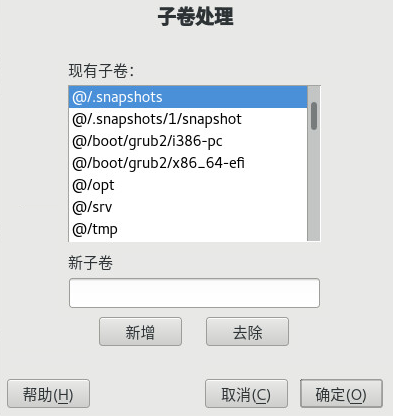 子卷处理
现有子卷：
@/.snapshots
@/.snapshots/1/snapshot
@/boot/grub2/i386-pc
@/boot/grub2/x86_64-efi
@/opt
@/srv
@/tmp
新子卷
新增 去除
帮助(H) 取消(C) 确定(O)